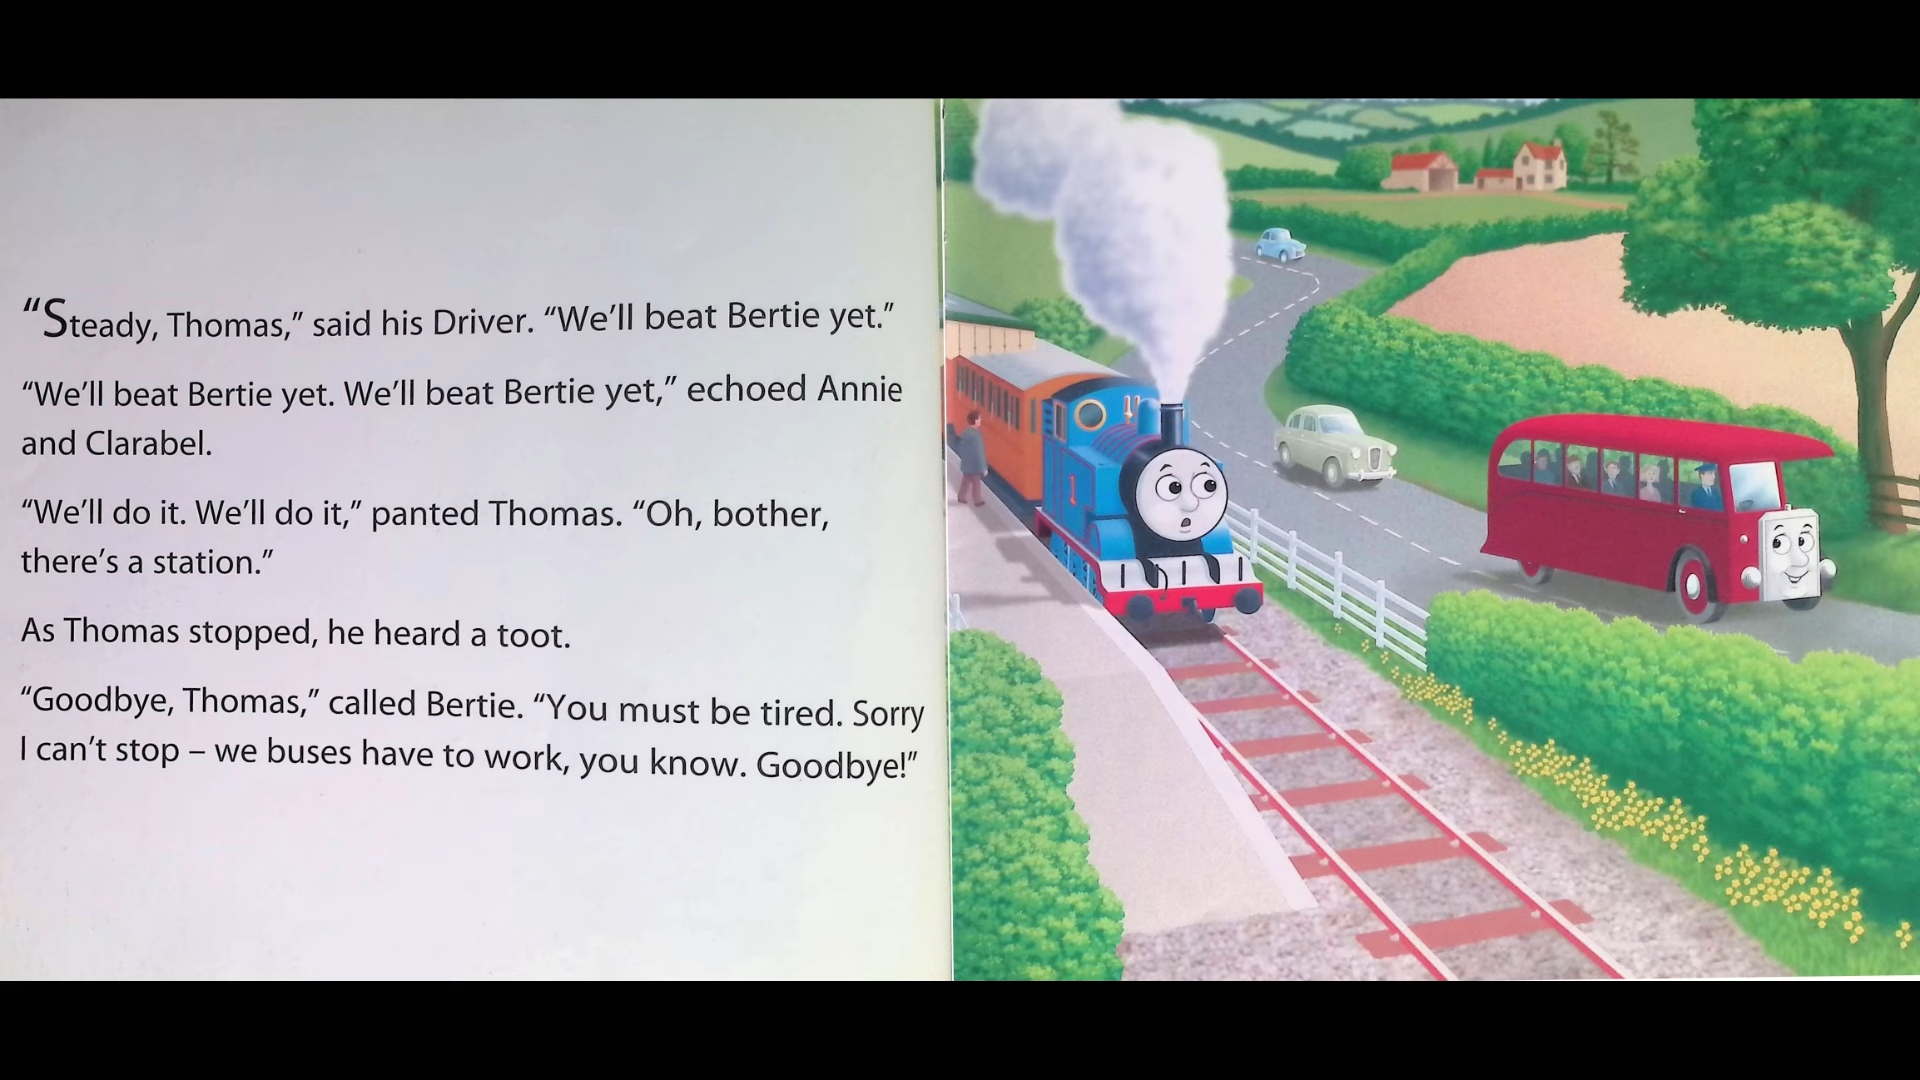 “Steady, Thomas,” said his Driver. “We’ll beat Bertie yet.”
“We’ll beat Bertie yet. We’ll beat Bertie yet,” echoed Annie
and Clarabel.
“We’ll do it. We’ll do it,” panted Thomas. “Oh, bother,
there’s a station.”
As Thomas stopped, he heard a toot.
“Goodbye, Thomas,” called Bertie. “You must be tired. Sorry
I can’t stop – we buses have to work, you know. Goodbye!”
1